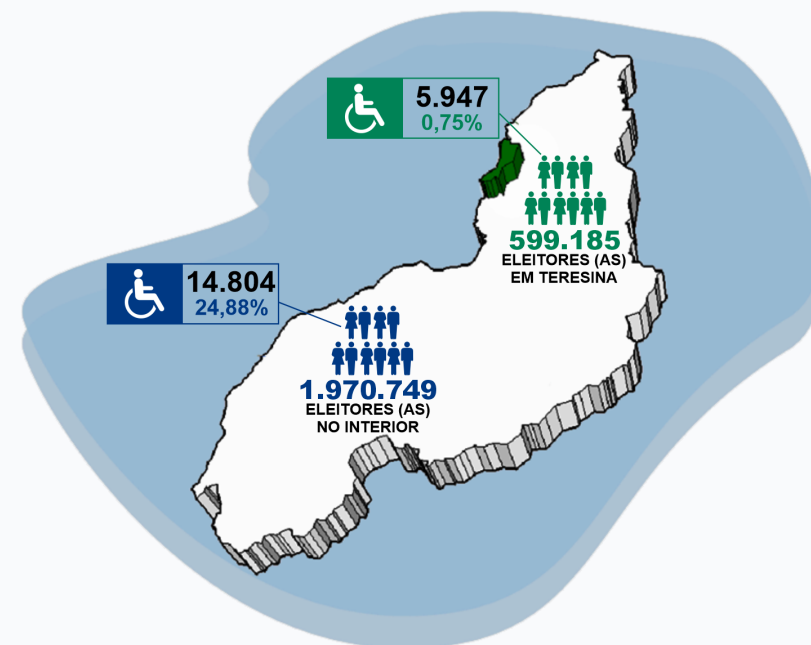 5.947
0,75%
599.185
ELEITORES (AS)
EM TERESINA
14.804
24,88%
1.970.749
ELEITORES (AS)
NO INTERIOR